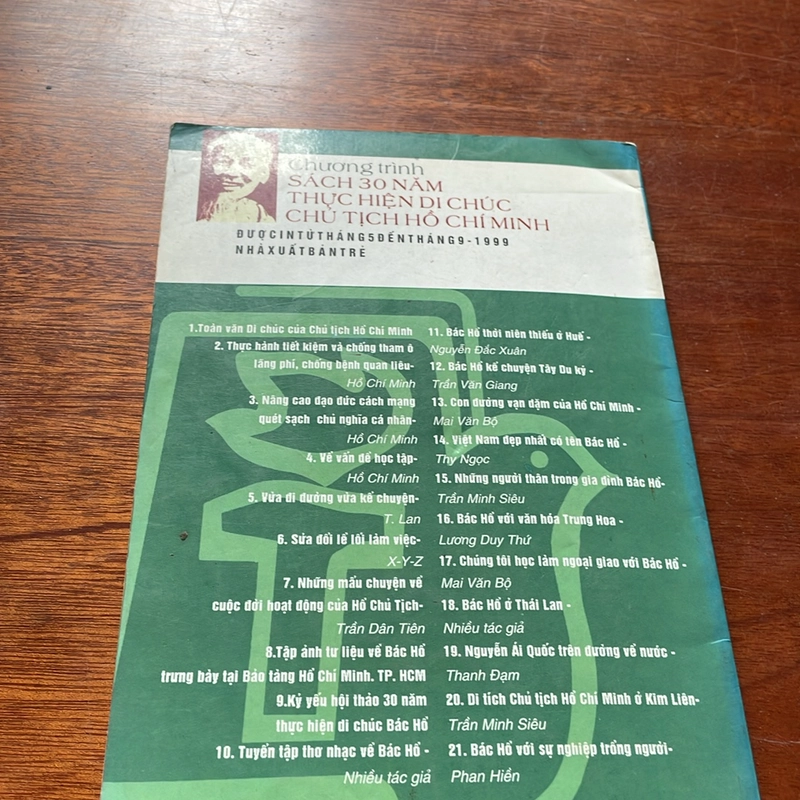 Chương trình
SÁCH 30 NĂM
THỰC HIỆN DI CHÚC
CHỦ TỊCH HỒ CHÍ MINH
ĐƯỢC IN TỪ THÁNG 5 ĐẾN THÁNG 9 - 1999
NHÀ XUẤT BẢN TRẺ
1.Toàn văn Di chúc của Chủ tịch Hồ Chí Minh
2. Thực hành tiết kiệm và chống tham ô
lãng phí, chống bệnh quan liêu-
Hồ Chí Minh
3. Nâng cao đạo đức cách mạng
quét sạch chủ nghĩa cá nhân-
Hồ Chí Minh
4. Về vấn đề học tập-
Hồ Chí Minh
5. Vừa đi đường vừa kể chuyện-
T. Lan
6. Sửa đổi lề lối làm việc-
X-Y-Z
7. Những mẩu chuyện về
cuộc đời hoạt động của Hồ Chủ Tịch-
Trần Dân Tiên
8.Tập ảnh tư liệu về Bác Hồ
trưng bày tại Bảo tàng Hồ Chí Minh. TP. HCM
9.Kỷ yếu hội thảo 30 năm
thực hiện di chúc Bác Hồ
10. Tuyển tập thơ nhạc về Bác Hồ -
Nhiều tác giả
11. Bác Hồ thời niên thiếu ở Huế -
Nguyễn Đắc Xuân
12. Bác Hồ kể chuyện Tây Du ký -
Trần Văn Giang
13. Con đường vạn dặm của Hồ Chí Minh -
Mai Văn Bộ
14. Việt Nam đẹp nhất có tên Bác Hồ -
Thy Ngọc
15. Những người thân trong gia đình Bác Hồ-
Trần Minh Siêu
16. Bác Hồ với văn hóa Trung Hoa -
Lương Duy Thứ
17. Chúng tôi học làm ngoại giao với Bác Hồ -
Mai Văn Bộ
18. Bác Hồ ở Thái Lan -
Nhiều tác giả
19. Nguyễn Ái Quốc trên đường về nước -
Thanh Đạm
20. Di tích Chủ tịch Hồ Chí Minh ở Kim Liên-
Trần Minh Siêu
21. Bác Hồ với sự nghiệp trồng người-
Phan Hiền